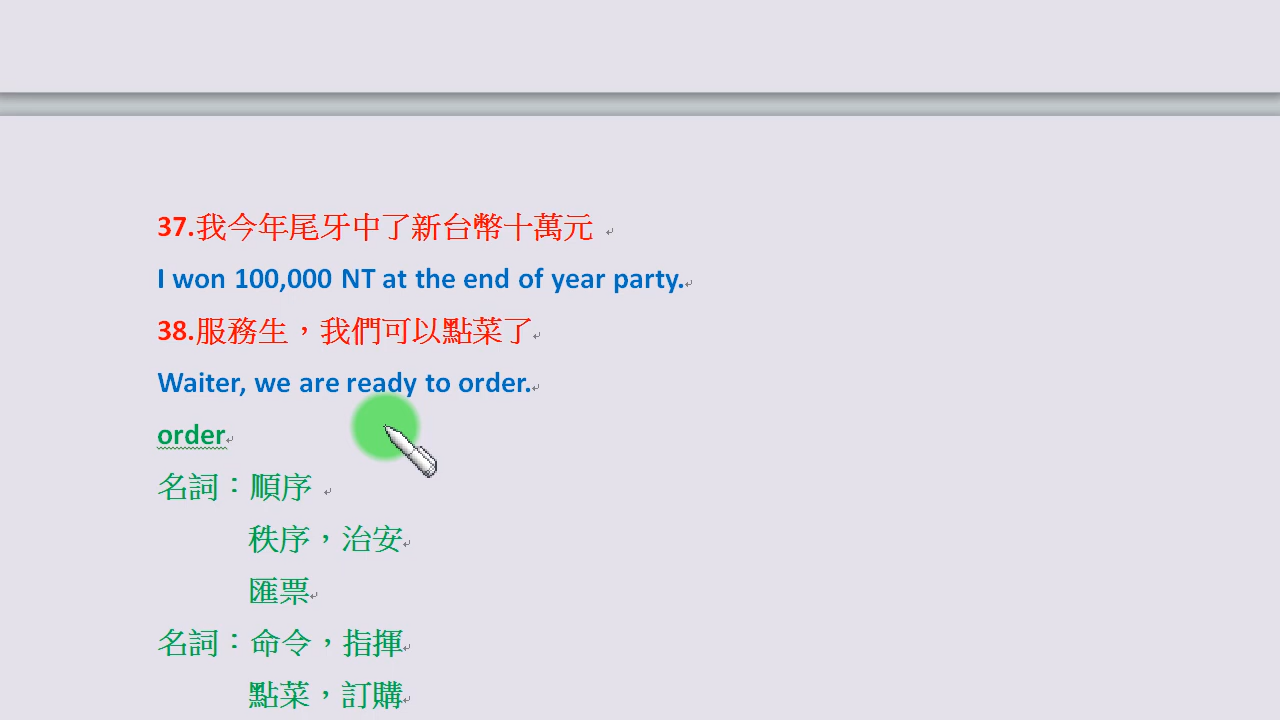 37.我今年尾牙中了新台幣十萬元
I won 100,000 NT at the end of year party.
38.服務生，我們可以點菜了
Waiter, we are ready to order.
order
名詞：順序
秩序，治安
匯票
名詞：命令，指揮
點菜，訂購